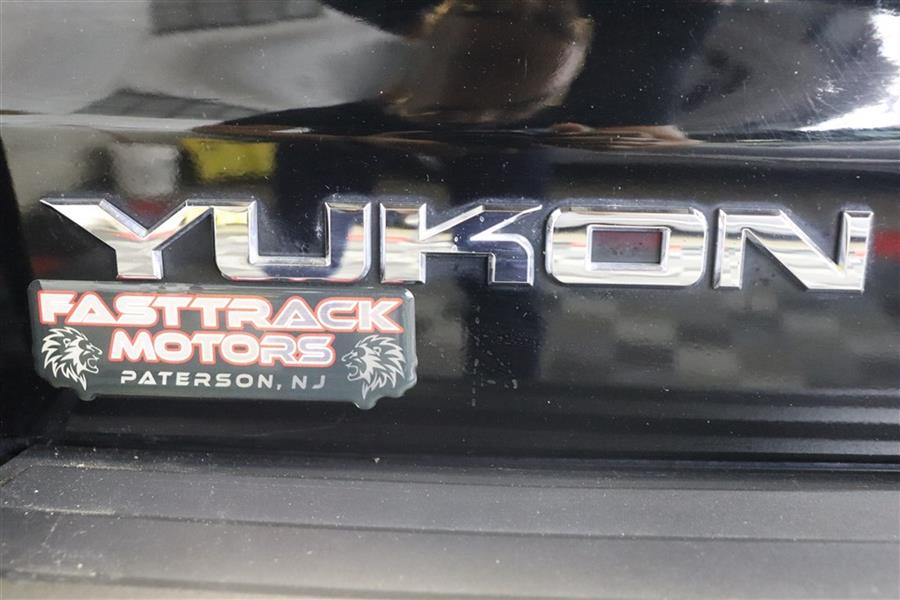 YUKON
FASTTRACK
MOTORS
PATERSON, NJ